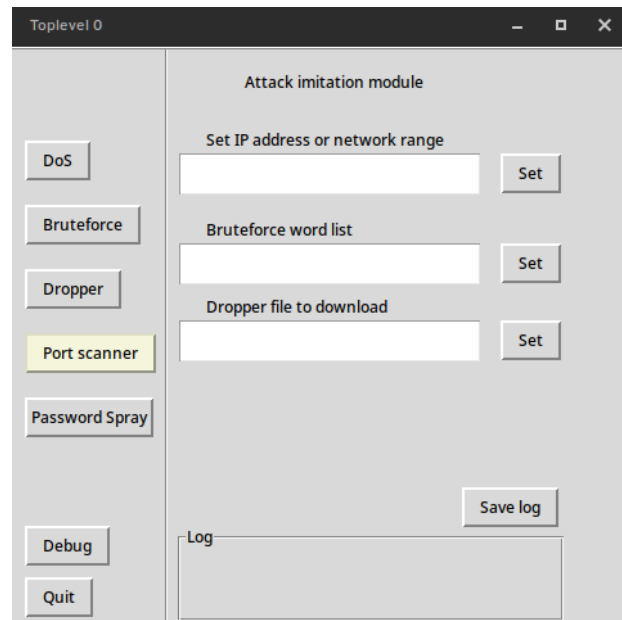 Toplevel 0
Attack imitation module
Set IP address or network range
DoS
Set
Bruteforce
Bruteforce word list
Set
Dropper
Dropper file to download
Set
Port scanner
Password Spray
Save log
Debug
Log
Quit